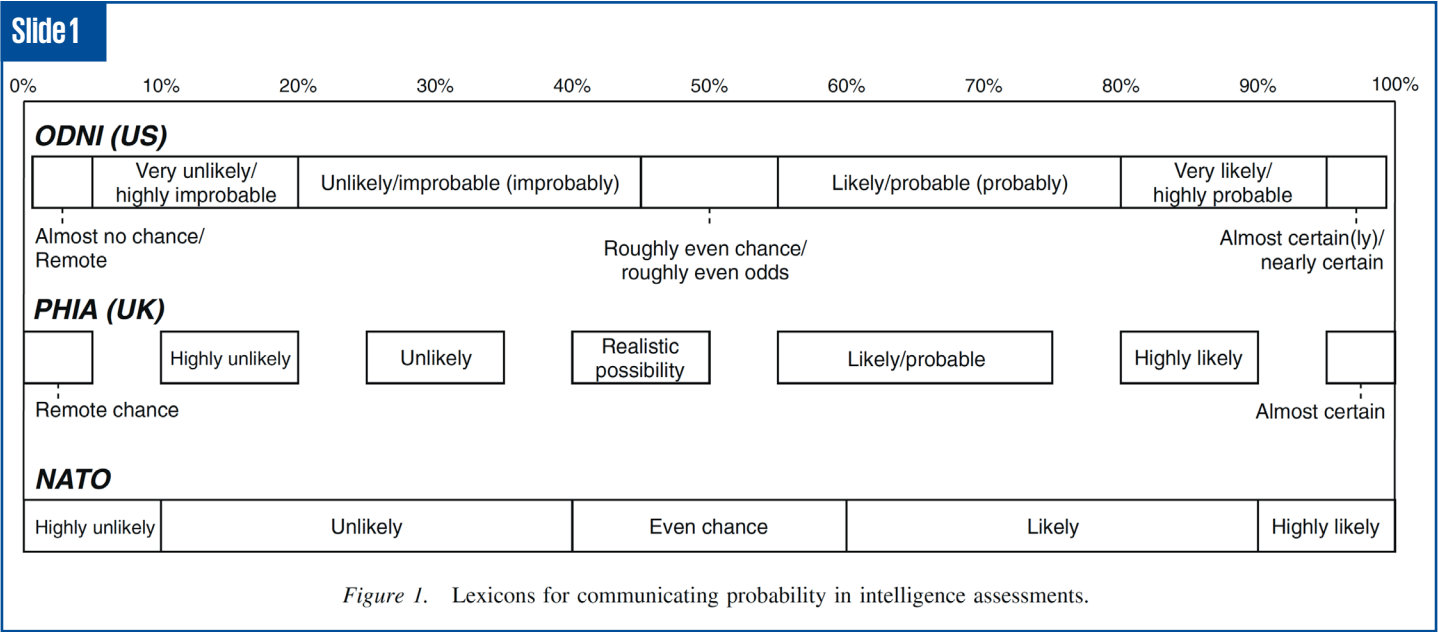 Slide 1
0% 10% 20% 30% 40% 50% 60% 70% 80% 90% 100%
ODNI (US)
Very unlikely/
highly improbable
Unlikely/improbable (improbably)
Likely/probable (probably)
Very likely/
highly probable
Almost no chance/
Remote
Roughly even chance/
roughly even odds
Almost certain(ly)/
nearly certain
PHIA (UK)
Highly unlikely
Unlikely
Realistic
possibility
Likely/probable
Highly likely
Remote chance
Almost certain
NATO
Highly unlikely
Unlikely
Even chance
Likely
Highly likely
Figure 1. Lexicons for communicating probability in intelligence assessments.